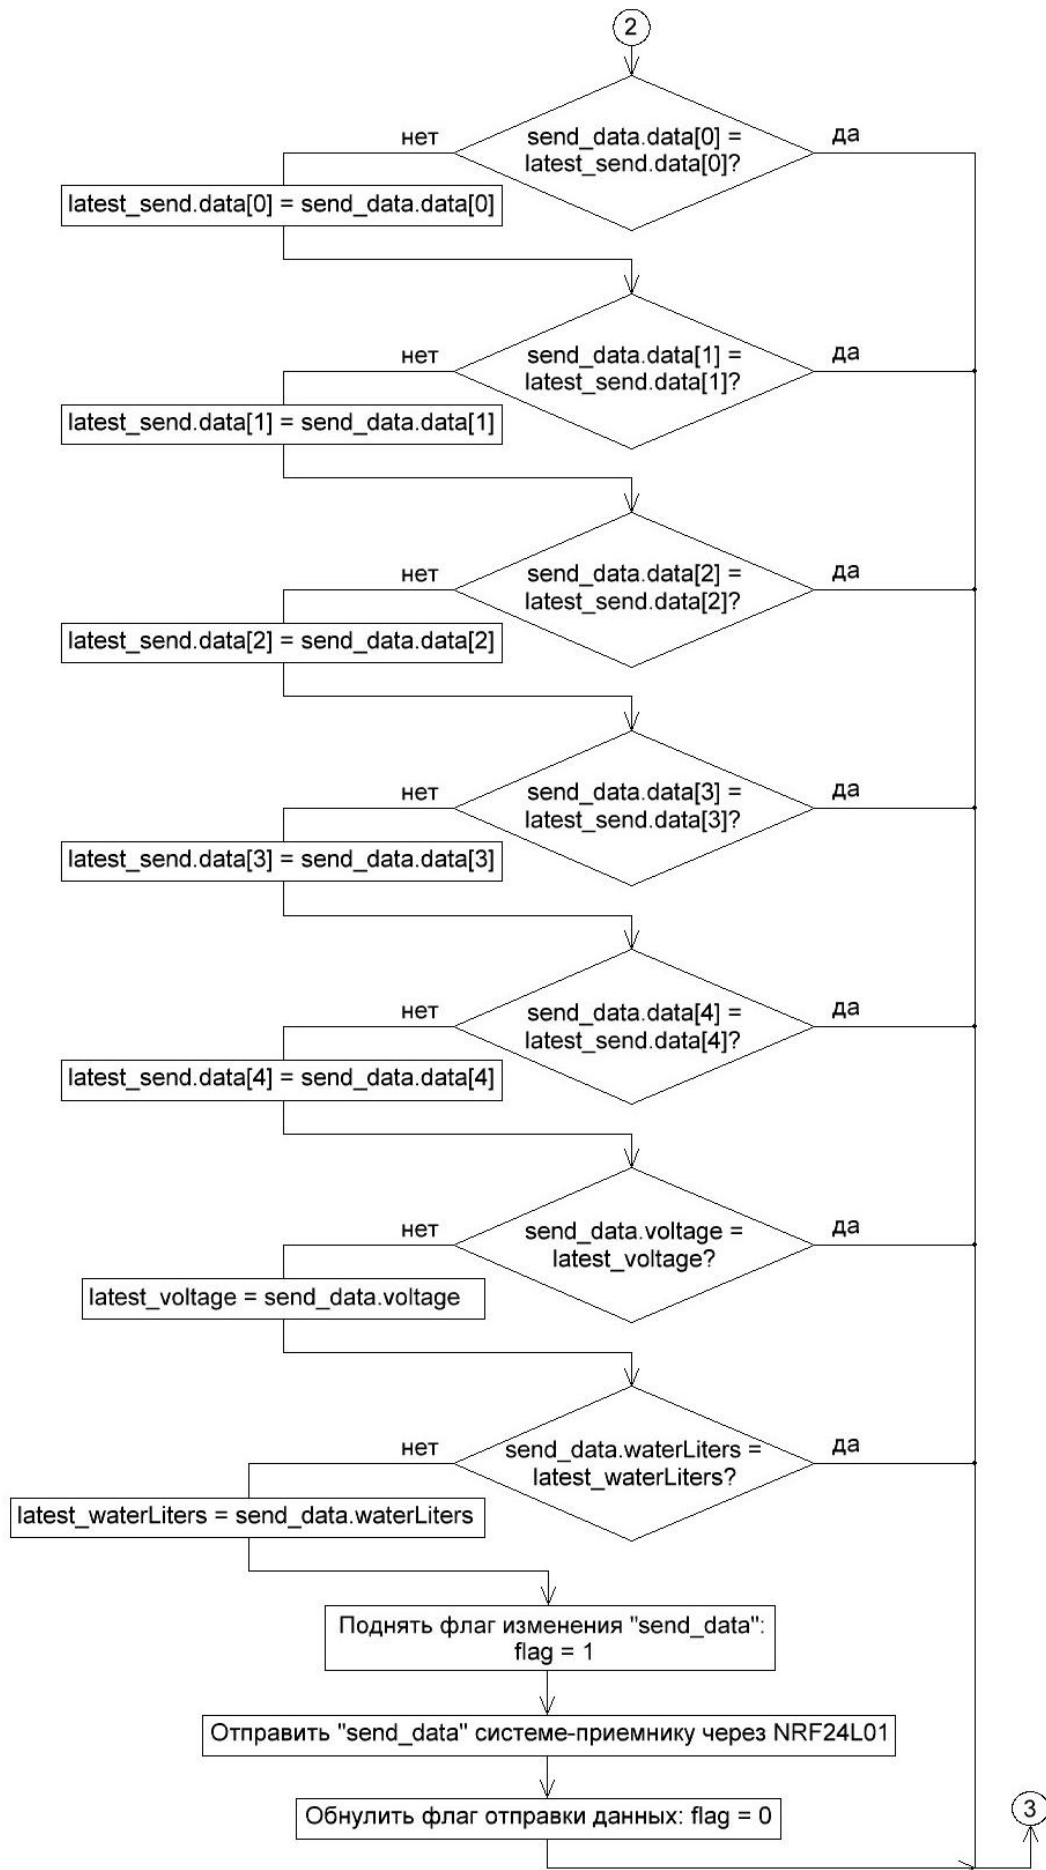 2
send_data.data[0] =
latest_send.data[0]?
нет
да
latest_send.data[0] = send_data.data[0]
send_data.data[1] =
latest_send.data[1]?
нет
да
latest_send.data[1] = send_data.data[1]
send_data.data[2] =
latest_send.data[2]?
нет
да
latest_send.data[2] = send_data.data[2]
send_data.data[3] =
latest_send.data[3]?
нет
да
latest_send.data[3] = send_data.data[3]
send_data.data[4] =
latest_send.data[4]?
нет
да
latest_send.data[4] = send_data.data[4]
send_data.voltage =
latest_voltage?
нет
да
latest_voltage = send_data.voltage
send_data.waterLiters =
latest_waterLiters?
нет
да
latest_waterLiters = send_data.waterLiters
Поднять флаг изменения "send_data":
flag = 1
Отправить "send_data" системе-приемнику через NRF24L01
Обнулить флаг отправки данных: flag = 0
3